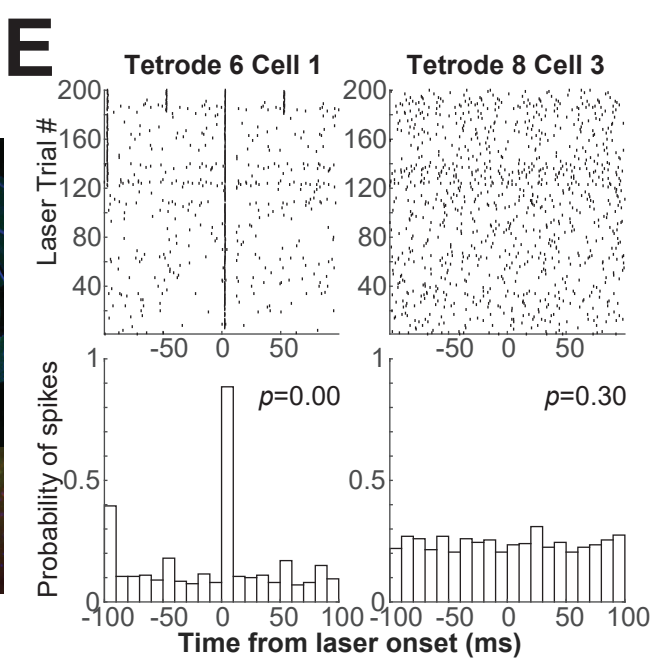 E
Tetrode 6 Cell 1
Tetrode 8 Cell 3
Laser Trial #
200
160
120
80
40
-50 0 50
200
160
120
80
40
-50 0 50
Probability of spikes
1
0.5
0
p=0.00
-100 -50 0 50 100
1
0.5
0
p=0.30
-100 -50 0 50 100
Time from laser onset (ms)